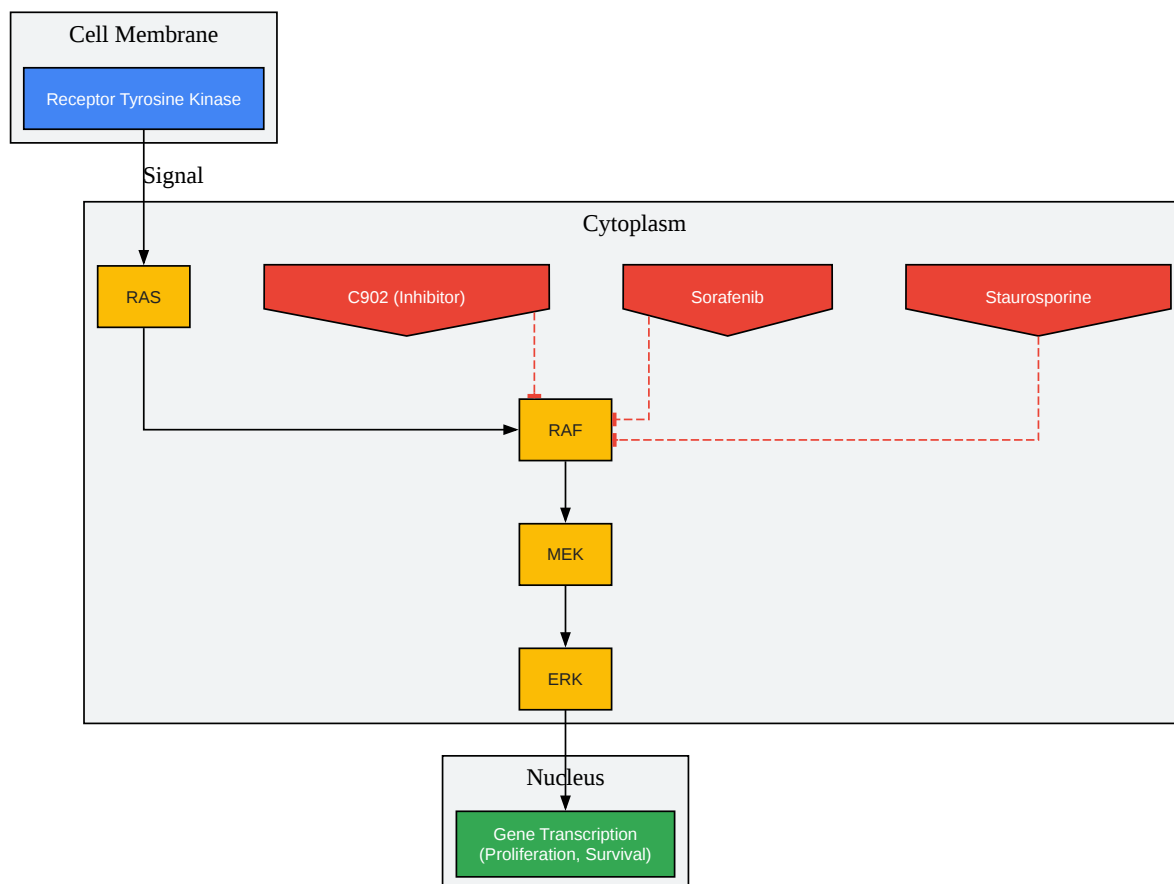 Cell Membrane
Receptor Tyrosine Kinase
Signal
Cytoplasm
RAS
C902 (Inhibitor)
Sorafenib
Staurosporine
RAF
MEK
ERK
Nucleus
Gene Transcription
(Proliferation, Survival)